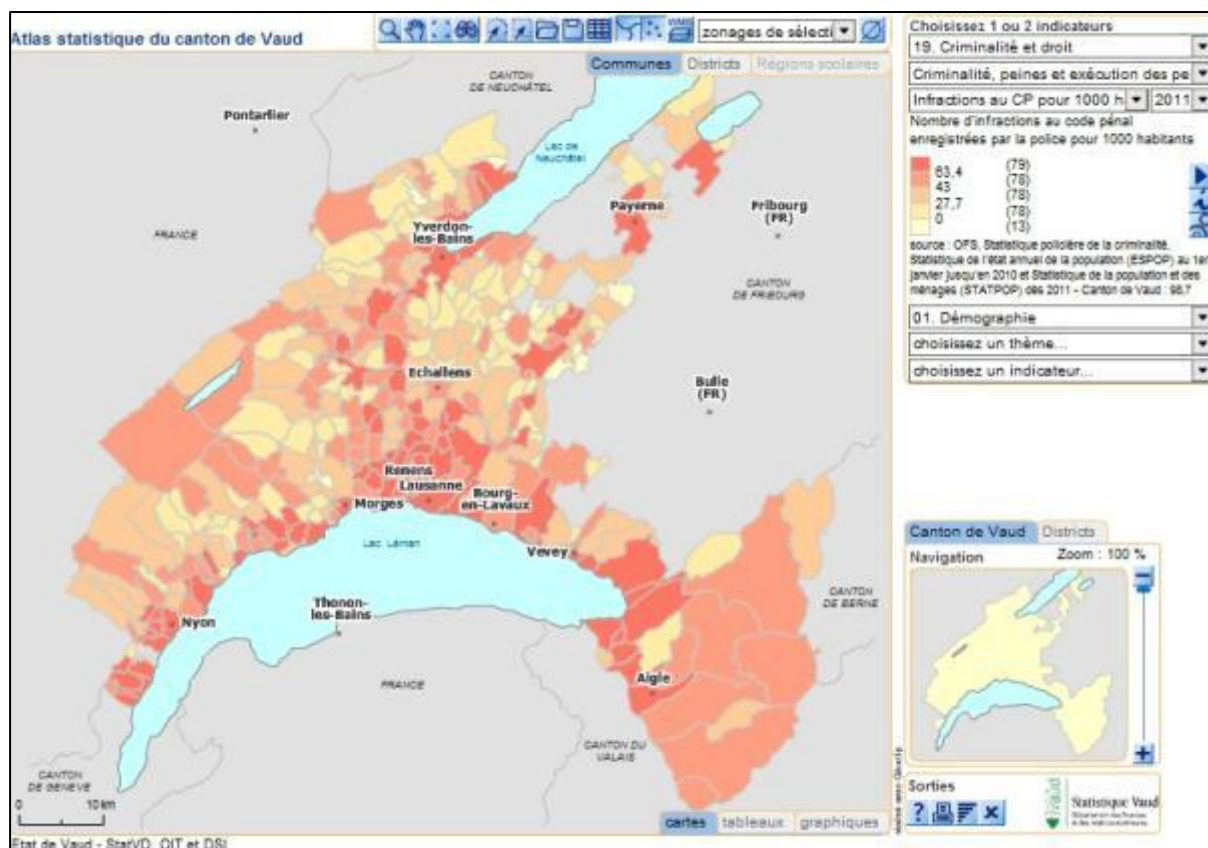 Atlas statistique du canton de Vaud
zonages de sélecti
Communes Districts Régions scolaires
CANTON
DE NEUCHÂTEL
Pontarlier
Lac de
Neuchâtel
FRANCE
Payerne
Fribourg
(FR)
Yverdon-
les-Bains
CANTON
DE FRIBOURG
Echallens
Bulle
(FR)
Renens
Lausanne
Bourg-
en-Lavaux
Morges
Lac Léman
Vevey
CANTON
DE BERNE
Thonon-
les-Bains
Nyon
Aigle
FRANCE
CANTON DU
VALAIS
CANTON
DE GENEVE
0 10 km
cartes tableaux graphiques
Etat de Vaud - StatVD, OIT et DSI
Choisissez 1 ou 2 indicateurs
19. Criminalité et droit
Criminalité, peines et exécution des pe
Infractions au CP pour 1000 h 2011
Nombre d'infractions au code pénal
enregistrées par la police pour 1000 habitants
(79)
63,4
(78)
43
(78)
27,7
(78)
0
(13)
source : OFS, Statistique policière de la criminalité,
Statistique de l'état annuel de la population (ESPOP) au 1er
janvier jusqu'en 2010 et Statistique de la population et des
ménages (STATPOP) dès 2011 - Canton de Vaud : 98,7
01. Démographie
choisissez un thème...
choisissez un indicateur...
Canton de Vaud Districts
Navigation Zoom : 100 %
Sorties
?
vaud
Statistique Vaud